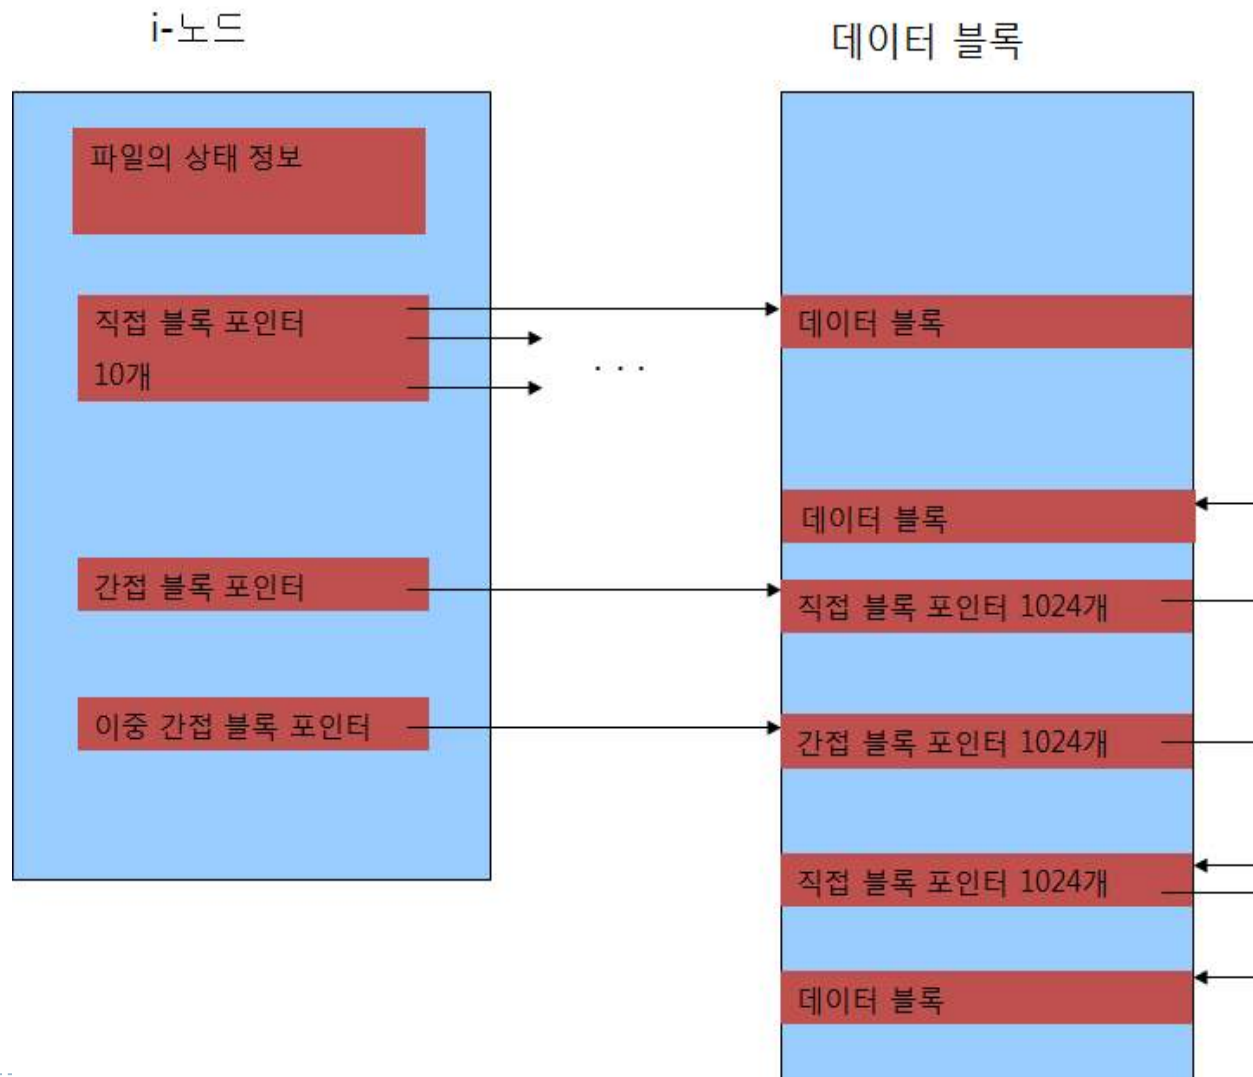 i-노드
데이터 블록
파일의 상태 정보
직접 블록 포인터
10개
. . .
간접 블록 포인터
이중 간접 블록 포인터
데이터 블록
데이터 블록
직접 블록 포인터 1024개
간접 블록 포인터 1024개
직접 블록 포인터 1024개
데이터 블록